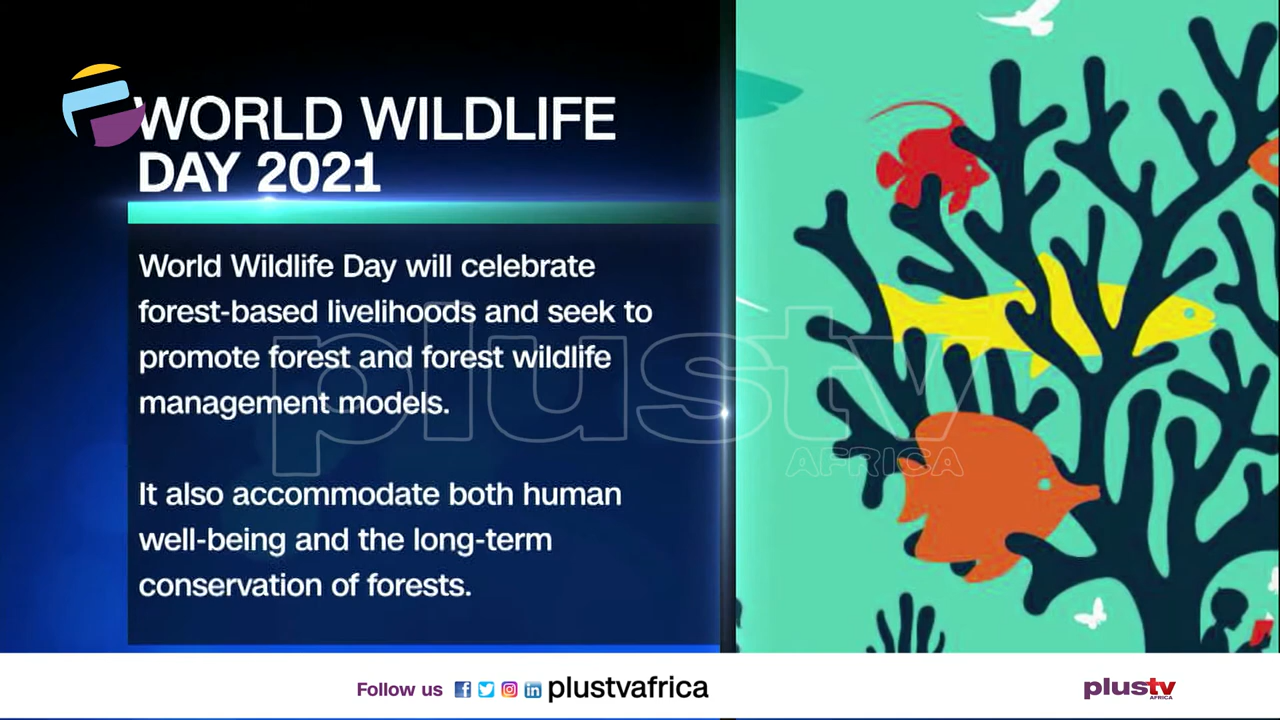 WORLD WILDLIFE
DAY 2021
World Wildlife Day will celebrate
forest-based livelihoods and seek to
promote forest and forest wildlife
management models.
It also accommodate both human
well-being and the long-term
conservation of forests.
plustv
AFRICA
Follow us plustvafrica
plustv
AFRICA